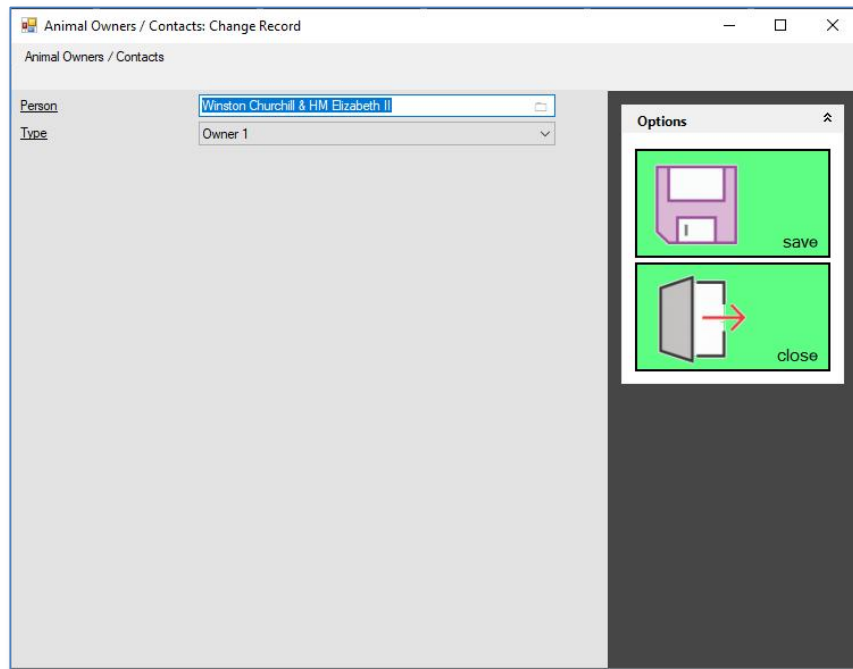 Animal Owners / Contacts: Change Record
Animal Owners / Contacts
Person Winston Churchill & HM Elizabeth II
Type Owner 1
Options
save
close